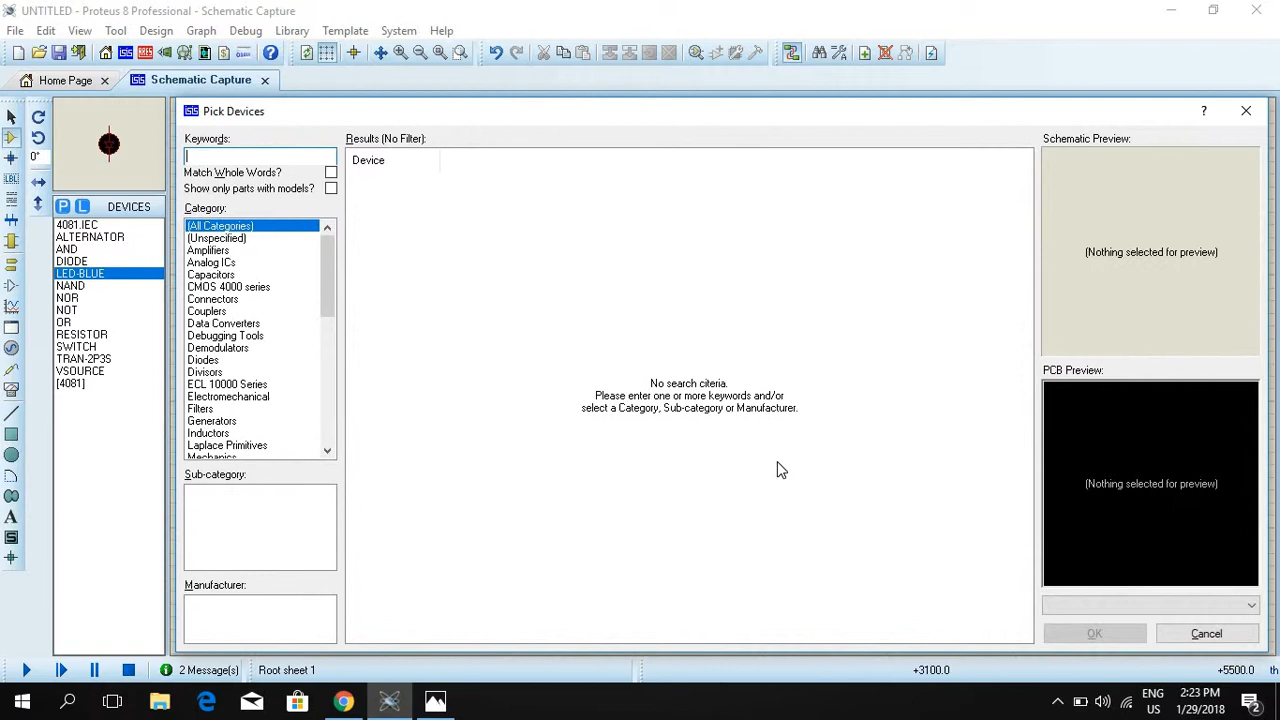 UNTITLED - Proteus 8 Professional - Schematic Capture
File Edit View Tool Design Graph Debug Library Template System Help
Home Page
Schematic Capture
Pick Devices
Keywords:
Match Whole Words?
Show only parts with models?
Category:
(All Categories)
(Unspecified)
Amplifiers
Analog ICs
Capacitors
CMOS 4000 series
Connectors
Couplers
Data Converters
Debugging Tools
Demodulators
Diodes
Divisors
ECL 10000 Series
Electromechanical
Filters
Generators
Inductors
Laplace Primitives
Mechanics
Sub-category:
Manufacturer:
Results (No Filter):
Device
No search citeria.
Please enter one or more keywords and/or
select a Category, Sub-category or Manufacturer.
Schematic Preview:
(Nothing selected for preview)
PCB Preview:
(Nothing selected for preview)
OK
Cancel
0°
LBL
P L DEVICES
4081.IEC
ALTERNATOR
AND
DIODE
LED-BLUE
NAND
NOR
NOT
OR
RESISTOR
SWITCH
TRAN-2P3S
VSOURCE
[4081]
2 Message(s)
Root sheet 1
+3100.0
+5500.0
th
ENG
US
2:23 PM
1/29/2018
2